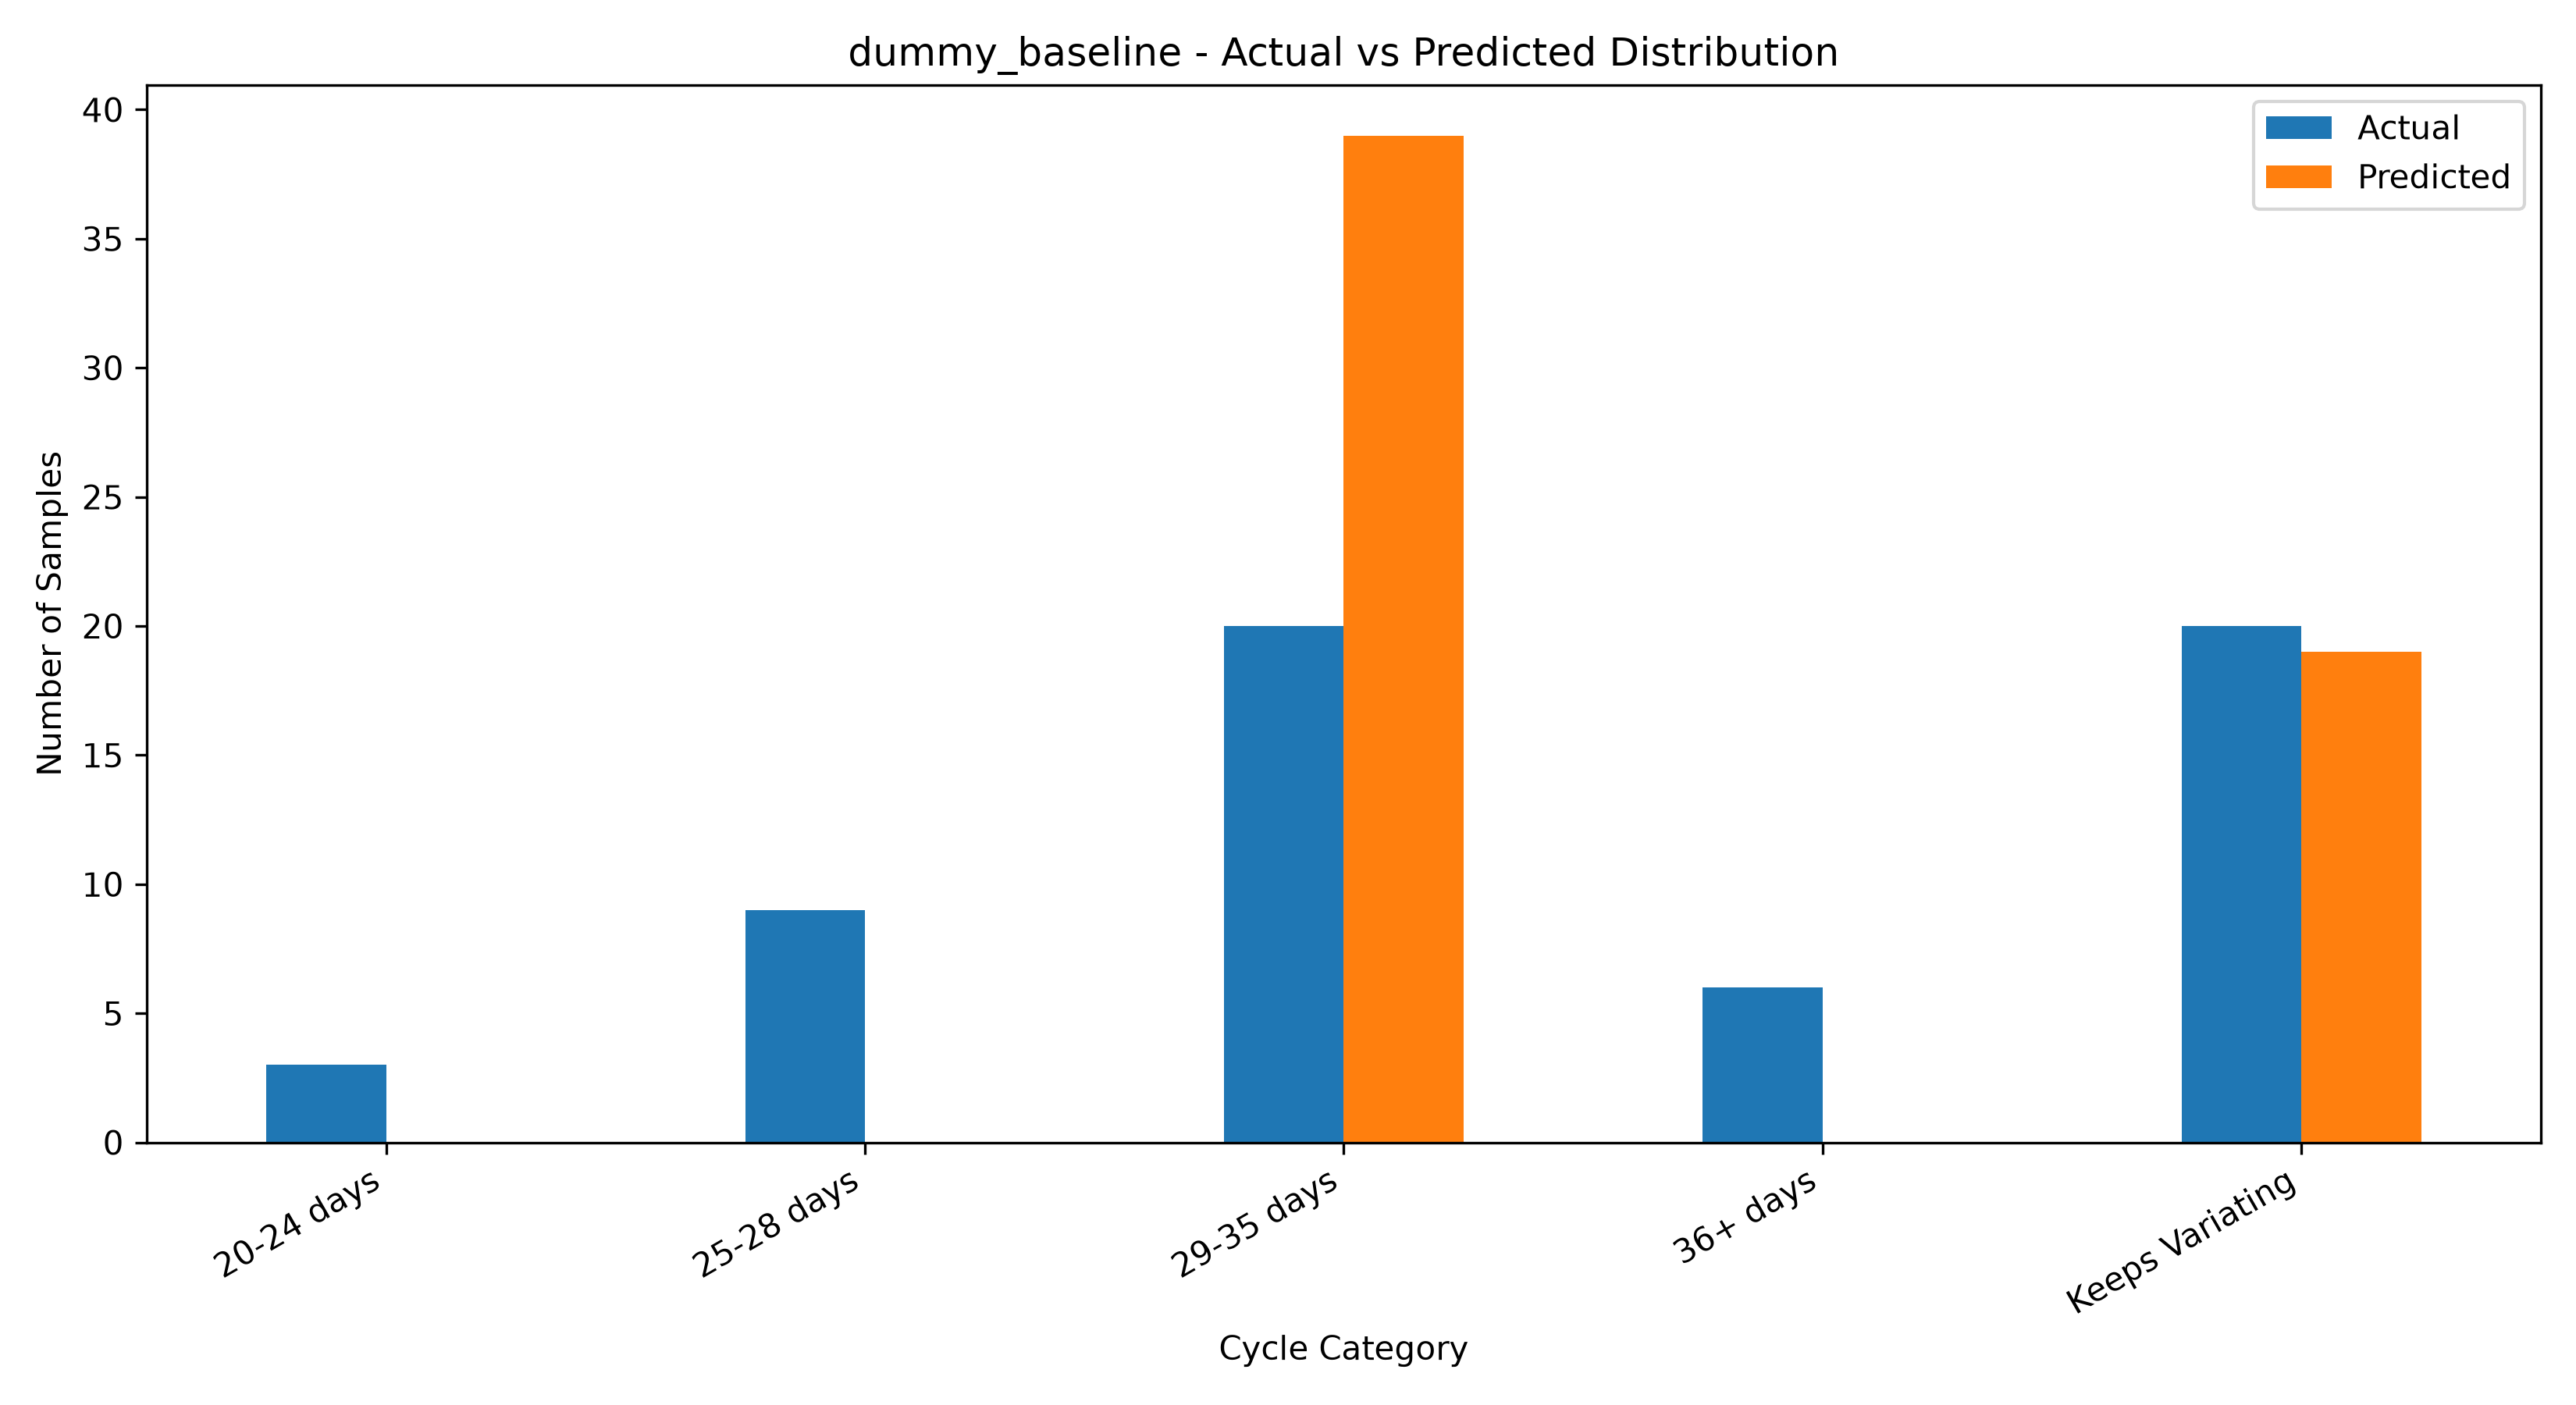 dummy_baseline - Actual vs Predicted Distribution
Actual
Predicted
Number of Samples
40
35
30
25
20
15
10
5
0
20-24 days
25-28 days
29-35 days
36+ days
Keeps Variating
Cycle Category